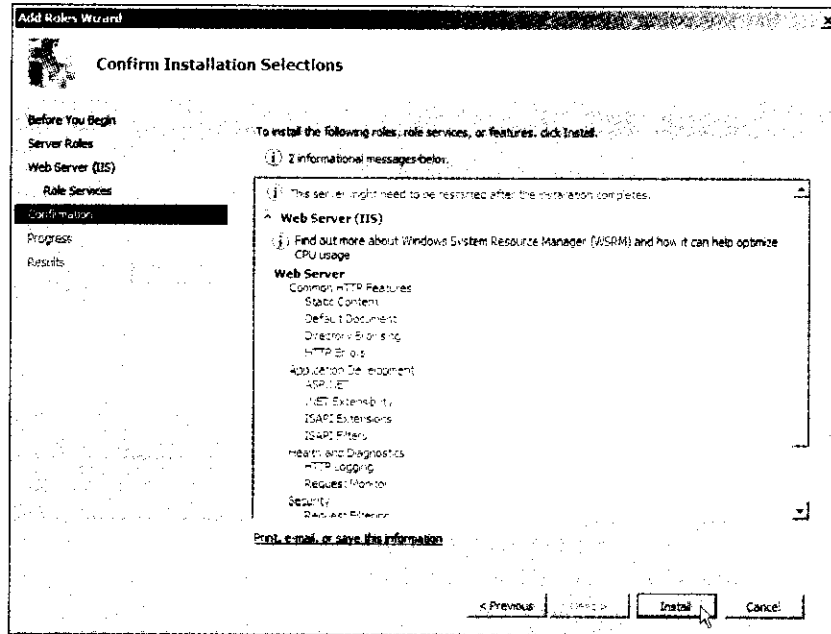 Add Roles Wizard
Confirm Installation Selections
Before You Begin
Server Roles
Web Server (IIS)
Role Services
Confirmation
Progress
Results
To install the following roles, role services, or features, click Install.
2 informational messages below
This server might need to be restarted after the installation completes.
Web Server (IIS)
Find out more about Windows System Resource Manager (WSRM) and how it can help optimize
CPU usage
Web Server
Common HTTP Features
Static Content
Default Document
Directory Browsing
HTTP Errors
Application Development
ASP.NET
.NET Extensibility
ISAPI Extensions
ISAPI Filters
Health and Diagnostics
HTTP Logging
Request Monitor
Security
Request Filtering
Print, e-mail, or save this information
< Previous
Next >
Install
Cancel